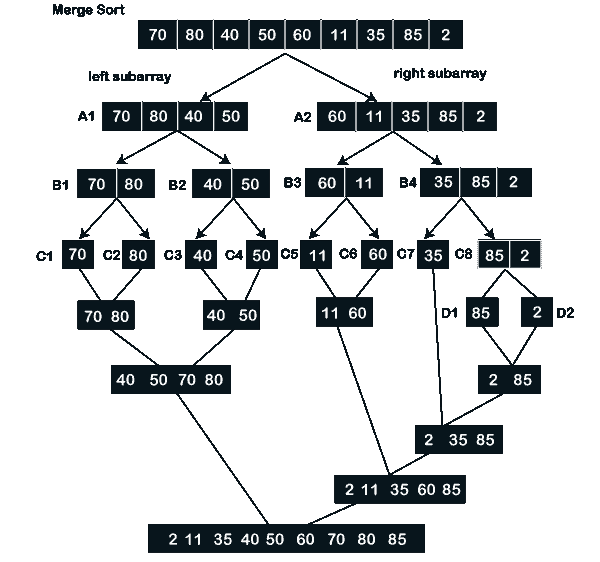 Merge Sort
70 80 40 50 60 11 35 85 2
left subarray right subarray
A1 70 80 40 50 A2 60 11 35 85 2
B1 70 80 B2 40 50 B3 60 11 B4 35 85 2
C1 70 C2 80 C3 40 C4 50 C5 11 C6 60 C7 35 C8 85 2
70 80 40 50 11 60 D1 85 2 D2
40 50 70 80 2 85
2 35 85
2 11 35 60 85
2 11 35 40 50 60 70 80 85